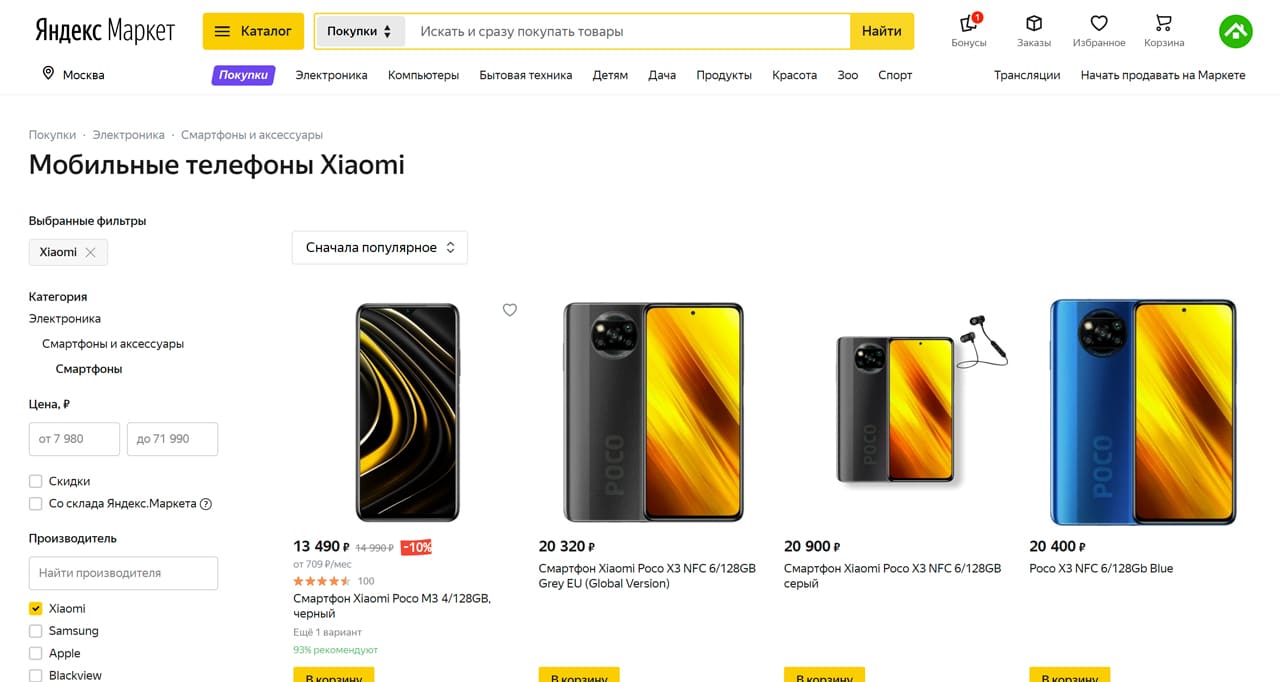 Яндекс Маркет
Каталог
Покупки
Искать и сразу покупать товары
Найти
1
Бонусы
Заказы
Избранное
Корзина
Москва
Покупки
Электроника
Компьютеры
Бытовая техника
Детям
Дача
Продукты
Красота
Зоо
Спорт
Трансляции
Начать продавать на Маркете
Покупки · Электроника · Смартфоны и аксессуары
Мобильные телефоны Xiaomi
Выбранные фильтры
Xiaomi
Категория
Электроника
Смартфоны и аксессуары
Смартфоны
Цена, ₽
от 7 980
до 71 990
Скидки
Со склада Яндекс.Маркета ?
Производитель
Найти производителя
Xiaomi
Samsung
Apple
Blackview
Сначала популярное
13 490 ₽ 14 990 ₽ -10%
от 709 ₽/мес
100
Смартфон Xiaomi Poco M3 4/128GB,
черный
Ещё 1 вариант
93% рекомендуют
В корзину
POCO
20 320 ₽
Смартфон Xiaomi Poco X3 NFC 6/128GB
Grey EU (Global Version)
В корзину
POCO
20 900 ₽
Смартфон Xiaomi Poco X3 NFC 6/128GB
серый
В корзину
POCO
20 400 ₽
Poco X3 NFC 6/128Gb Blue
В корзину